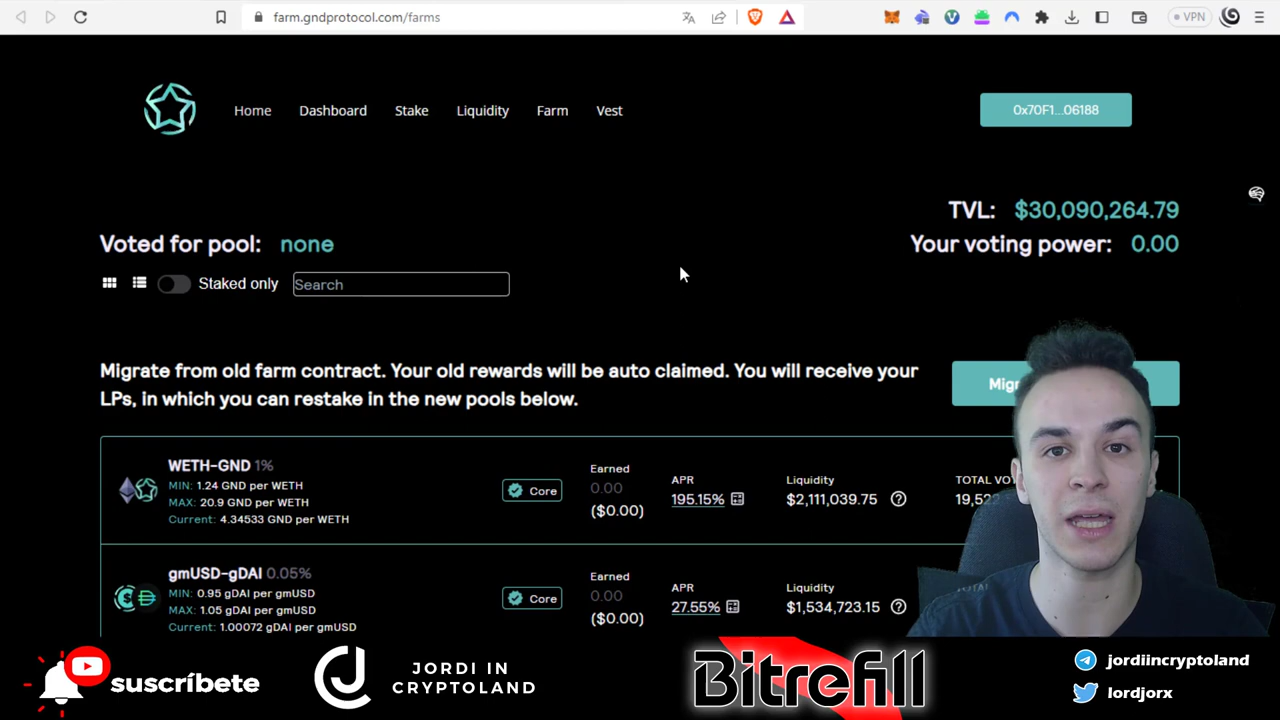 farm.gndprotocol.com/farms
VPN
Home Dashboard Stake Liquidity Farm Vest
0x70F1...06188
TVL: $30,090,264.79
Voted for pool: none
Your voting power: 0.00
Staked only
Search
Migrate from old farm contract. Your old rewards will be auto claimed. You will receive your
LPs, in which you can restake in the new pools below.
WETH-GND 1%
MIN: 1.24 GND per WETH
MAX: 20.9 GND per WETH
Current: 4.34533 GND per WETH
Core
Earned
0.00
($0.00)
APR
195.15%
Liquidity
$2,111,039.75
gmUSD-gDAI 0.05%
MIN: 0.95 gDAI per gmUSD
MAX: 1.05 gDAI per gmUSD
Current: 1.00072 gDAI per gmUSD
Core
Earned
0.00
($0.00)
APR
27.55%
Liquidity
$1,534,723.15
suscríbete
JORDI IN
CRYPTOLAND
Bitrefill
jordiincryptoland
lordjorx